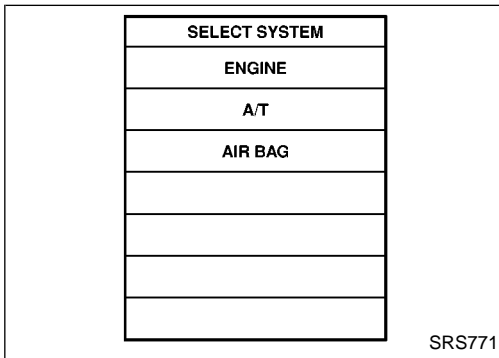 SELECT SYSTEM
ENGINE
A/T
AIR BAG
SRS771